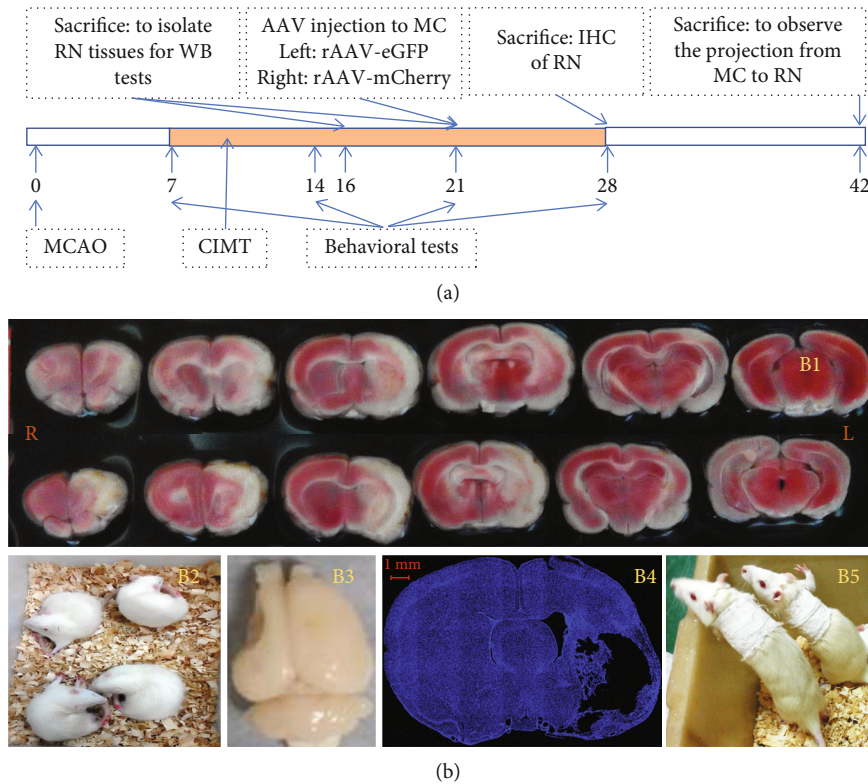 Sacrifice: to isolate
RN tissues for WB
tests
AAV injection to MC
Left: rAAV-eGFP
Right: rAAV-mCherry
Sacrifice: IHC
of RN
Sacrifice: to observe
the projection from
MC to RN
0
7
14
16
21
28
42
MCAO
CIMT
Behavioral tests
(a)
B1
R
L
B2
B3
1 mm
B4
B5
(b)